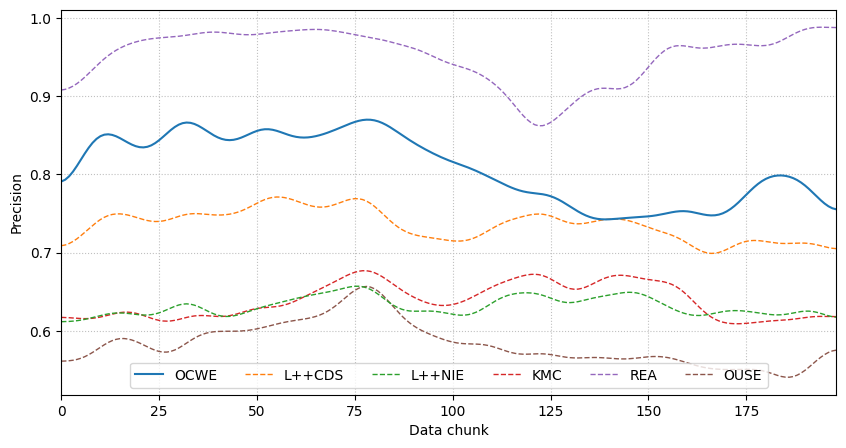 1.0
0.9
0.8
0.7
0.6
Precision
OCWE L++CDS L++NIE KMC REA OUSE
0 25 50 75 100 125 150 175
Data chunk